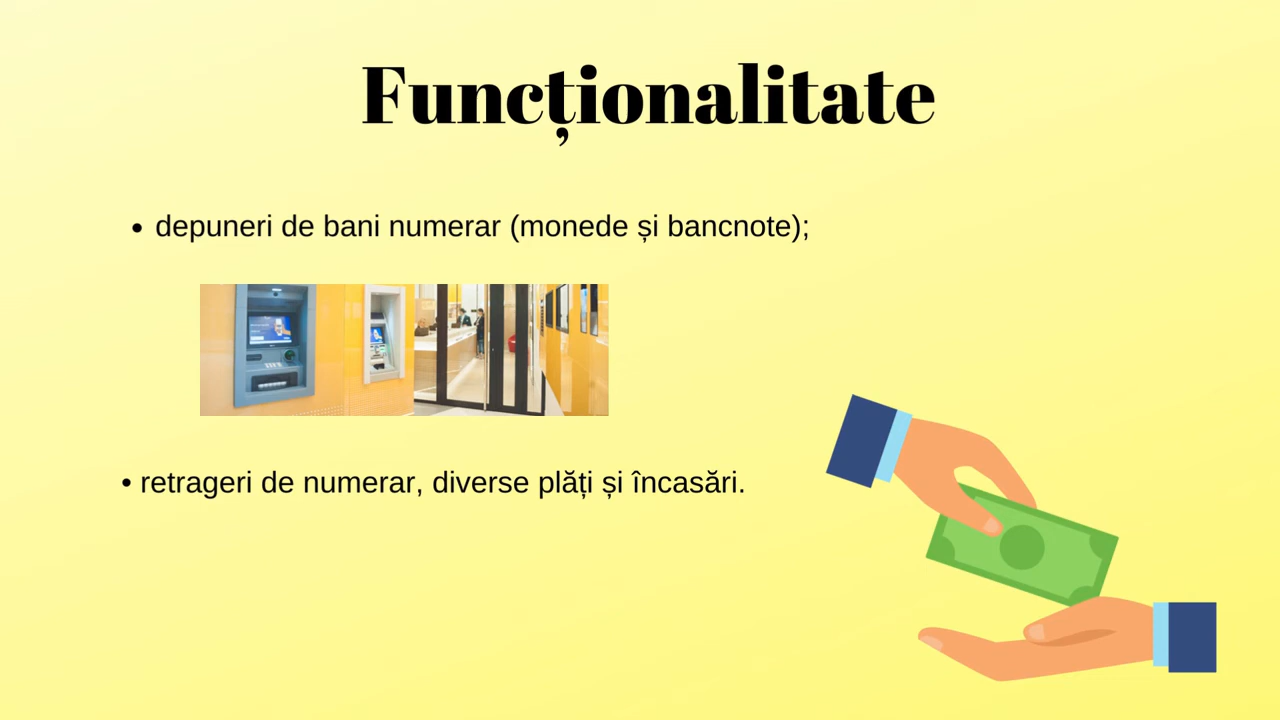 Funcționalitate
• depuneri de bani numerar (monede și bancnote);
• retrageri de numerar, diverse plăți și încasări.